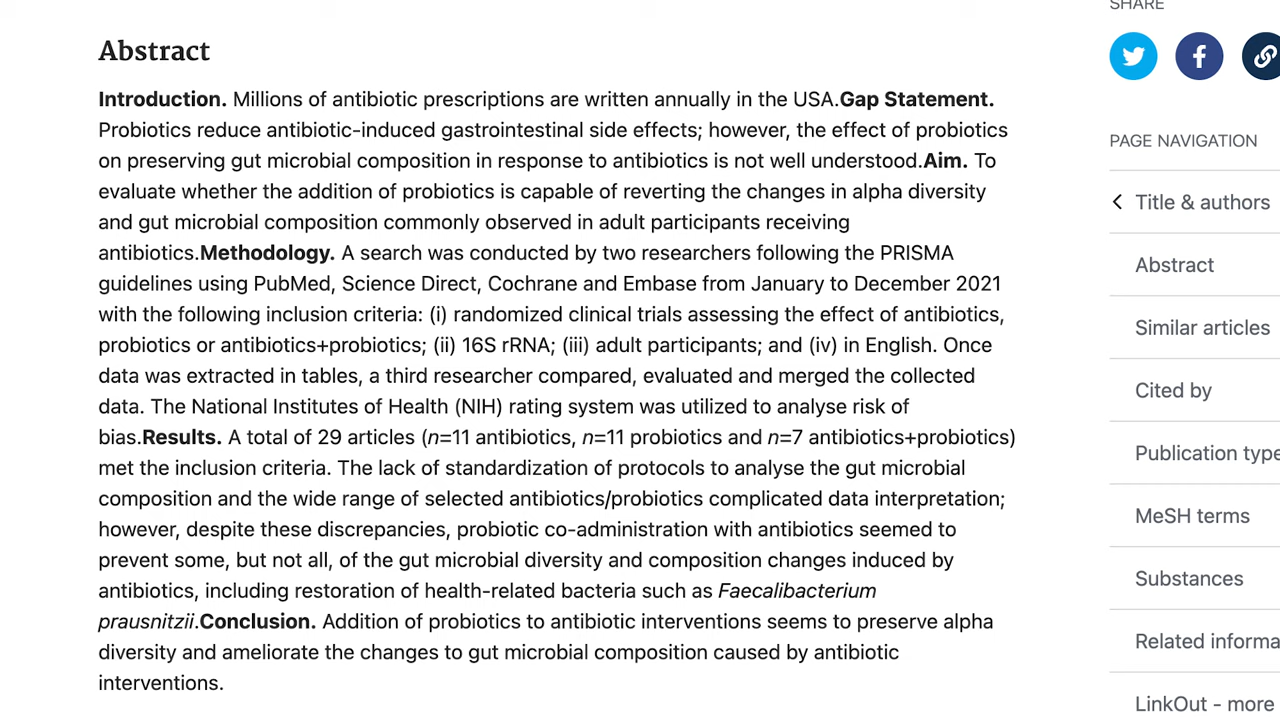 SHARE
Abstract
Introduction. Millions of antibiotic prescriptions are written annually in the USA.Gap Statement.
Probiotics reduce antibiotic-induced gastrointestinal side effects; however, the effect of probiotics
on preserving gut microbial composition in response to antibiotics is not well understood.Aim. To
evaluate whether the addition of probiotics is capable of reverting the changes in alpha diversity
and gut microbial composition commonly observed in adult participants receiving
antibiotics.Methodology. A search was conducted by two researchers following the PRISMA
guidelines using PubMed, Science Direct, Cochrane and Embase from January to December 2021
with the following inclusion criteria: (i) randomized clinical trials assessing the effect of antibiotics,
probiotics or antibiotics+probiotics; (ii) 16S rRNA; (iii) adult participants; and (iv) in English. Once
data was extracted in tables, a third researcher compared, evaluated and merged the collected
data. The National Institutes of Health (NIH) rating system was utilized to analyse risk of
bias.Results. A total of 29 articles (n=11 antibiotics, n=11 probiotics and n=7 antibiotics+probiotics)
met the inclusion criteria. The lack of standardization of protocols to analyse the gut microbial
composition and the wide range of selected antibiotics/probiotics complicated data interpretation;
however, despite these discrepancies, probiotic co-administration with antibiotics seemed to
prevent some, but not all, of the gut microbial diversity and composition changes induced by
antibiotics, including restoration of health-related bacteria such as Faecalibacterium
prausnitzii.Conclusion. Addition of probiotics to antibiotic interventions seems to preserve alpha
diversity and ameliorate the changes to gut microbial composition caused by antibiotic
interventions.
PAGE NAVIGATION
Title & authors
Abstract
Similar articles
Cited by
Publication type
MeSH terms
Substances
Related informa
LinkOut - more